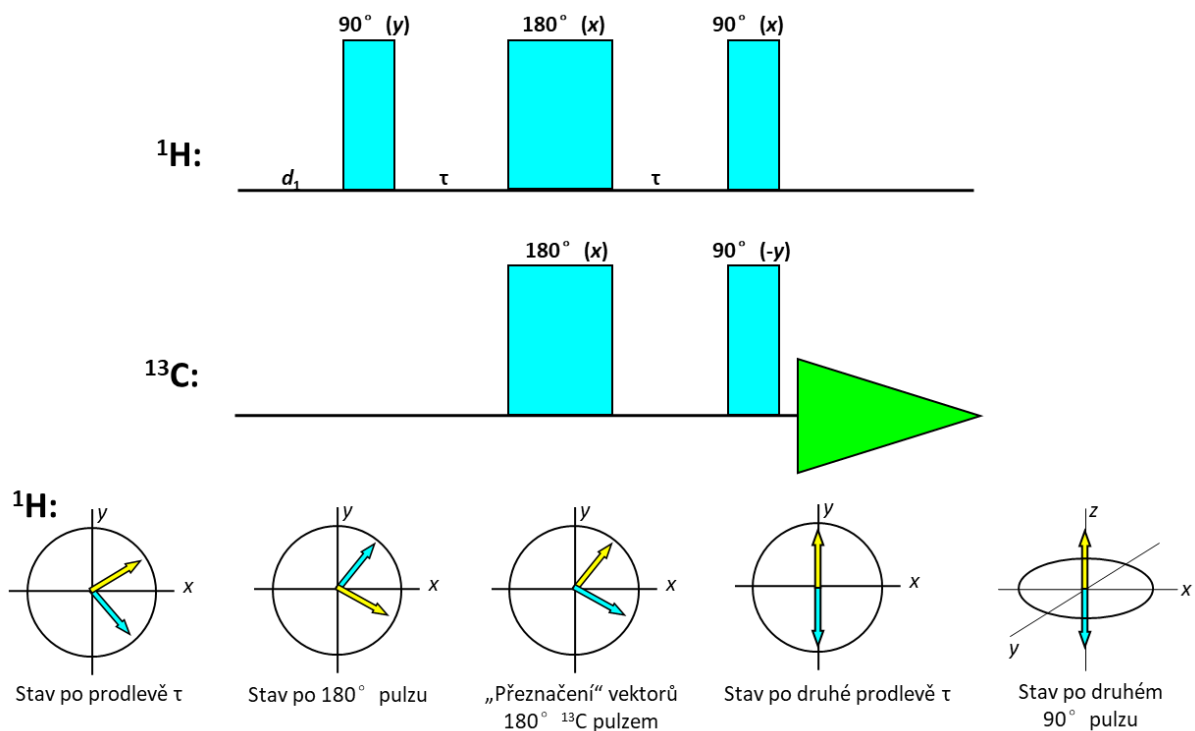 90° (y) 180° (x) 90° (x)
¹H:
d₁ τ τ
180° (x) 90° (-y)
¹³C:
¹H:
y y y y z
x x x x x
y
Stav po prodlevě τ
Stav po 180° pulzu
„Přeznačení“ vektorů
180° ¹³C pulzem
Stav po druhé prodlevě τ
Stav po druhém
90° pulzu